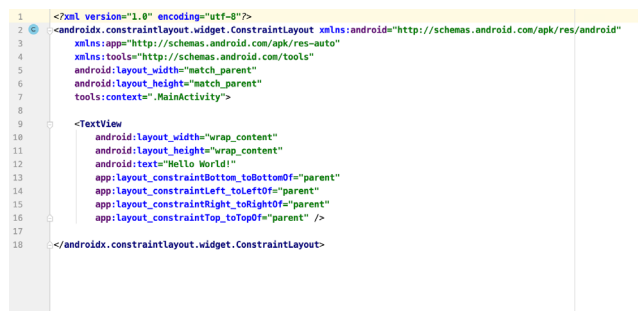 1 <?xml version="1.0" encoding="utf-8"?>
2 C <androidx.constraintlayout.widget.ConstraintLayout xmlns:android="http://schemas.android.com/apk/res/android"
3 xmlns:app="http://schemas.android.com/apk/res-auto"
4 xmlns:tools="http://schemas.android.com/tools"
5 android:layout_width="match_parent"
6 android:layout_height="match_parent"
7 tools:context=".MainActivity">
8
9 <TextView
10 android:layout_width="wrap_content"
11 android:layout_height="wrap_content"
12 android:text="Hello World!"
13 app:layout_constraintBottom_toBottomOf="parent"
14 app:layout_constraintLeft_toLeftOf="parent"
15 app:layout_constraintRight_toRightOf="parent"
16 app:layout_constraintTop_toTopOf="parent" />
17
18 </androidx.constraintlayout.widget.ConstraintLayout>